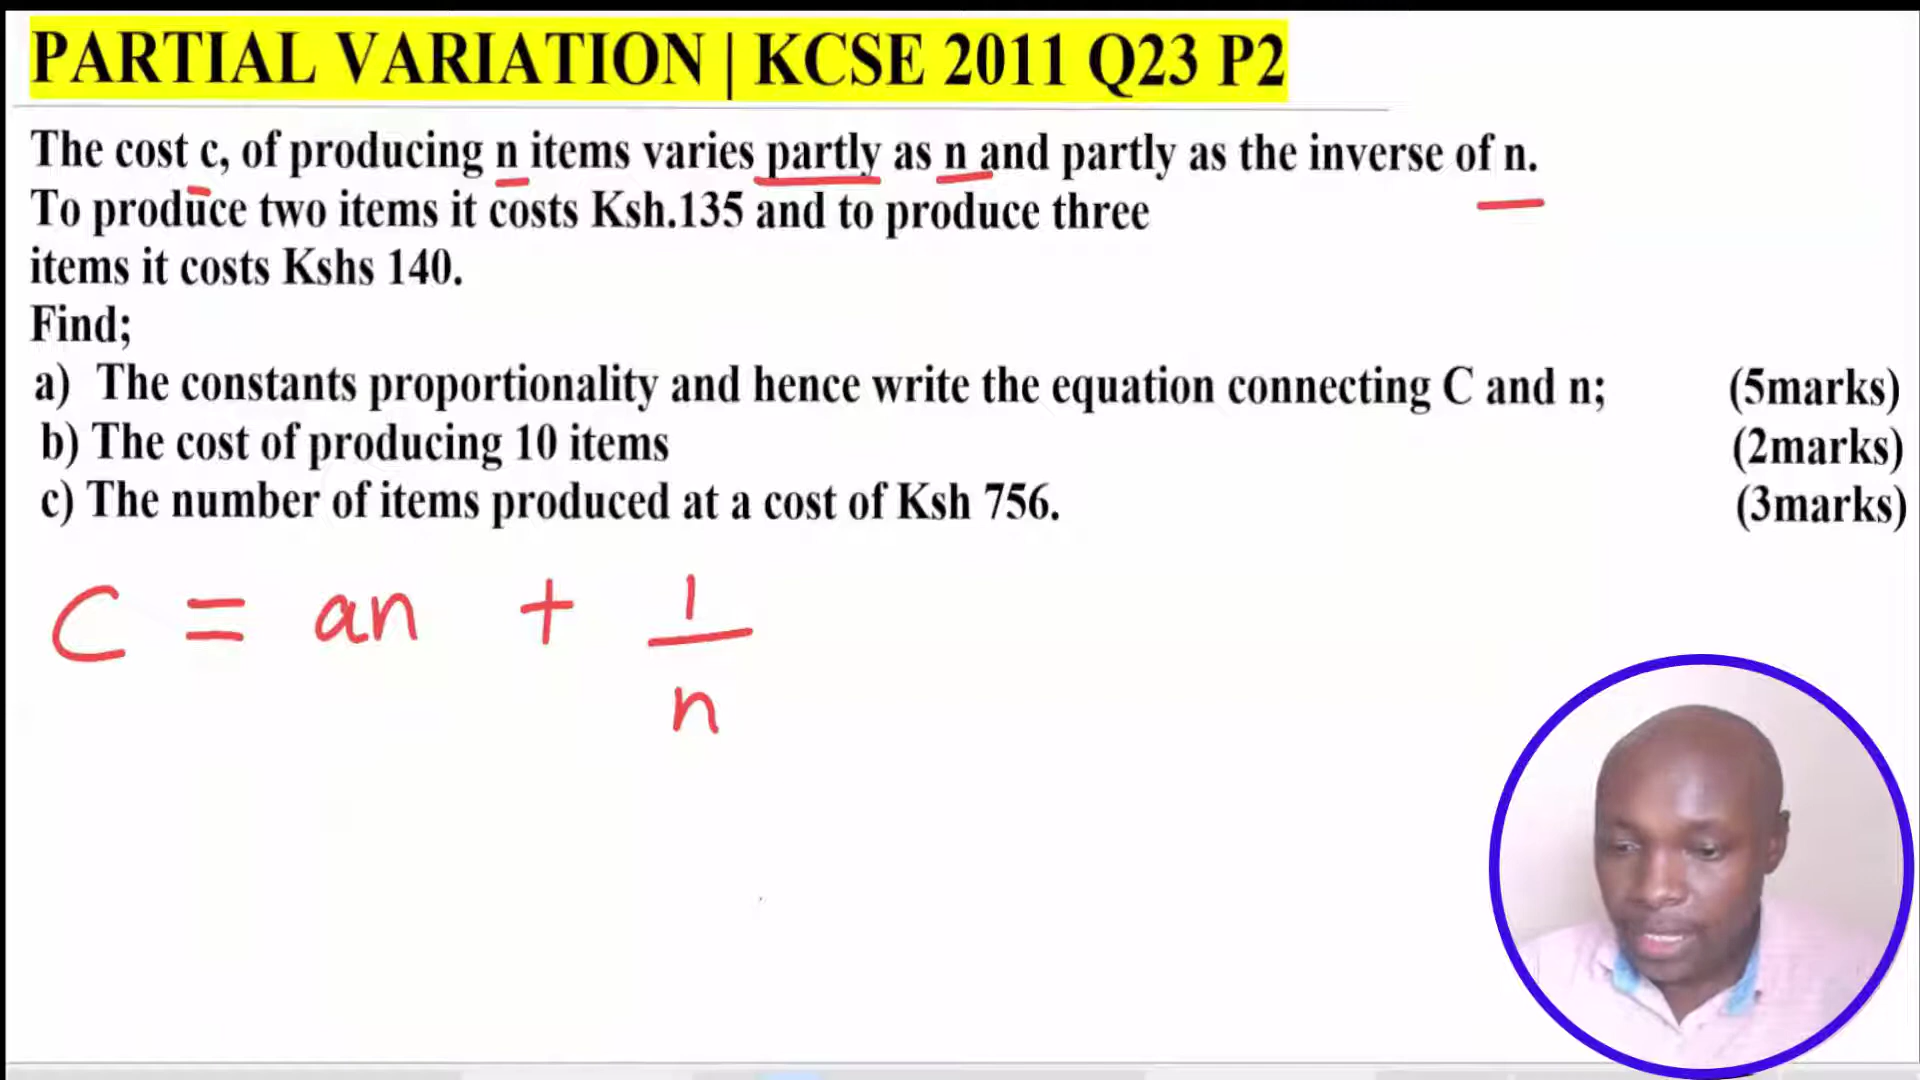 PARTIAL VARIATION | KCSE 2011 Q23 P2
The cost c, of producing n items varies partly as n and partly as the inverse of n.
To produce two items it costs Ksh.135 and to produce three
items it costs Kshs 140.
Find;
a) The constants proportionality and hence write the equation connecting C and n; (5marks)
b) The cost of producing 10 items (2marks)
c) The number of items produced at a cost of Ksh 756. (3marks)
C = an + 1/n